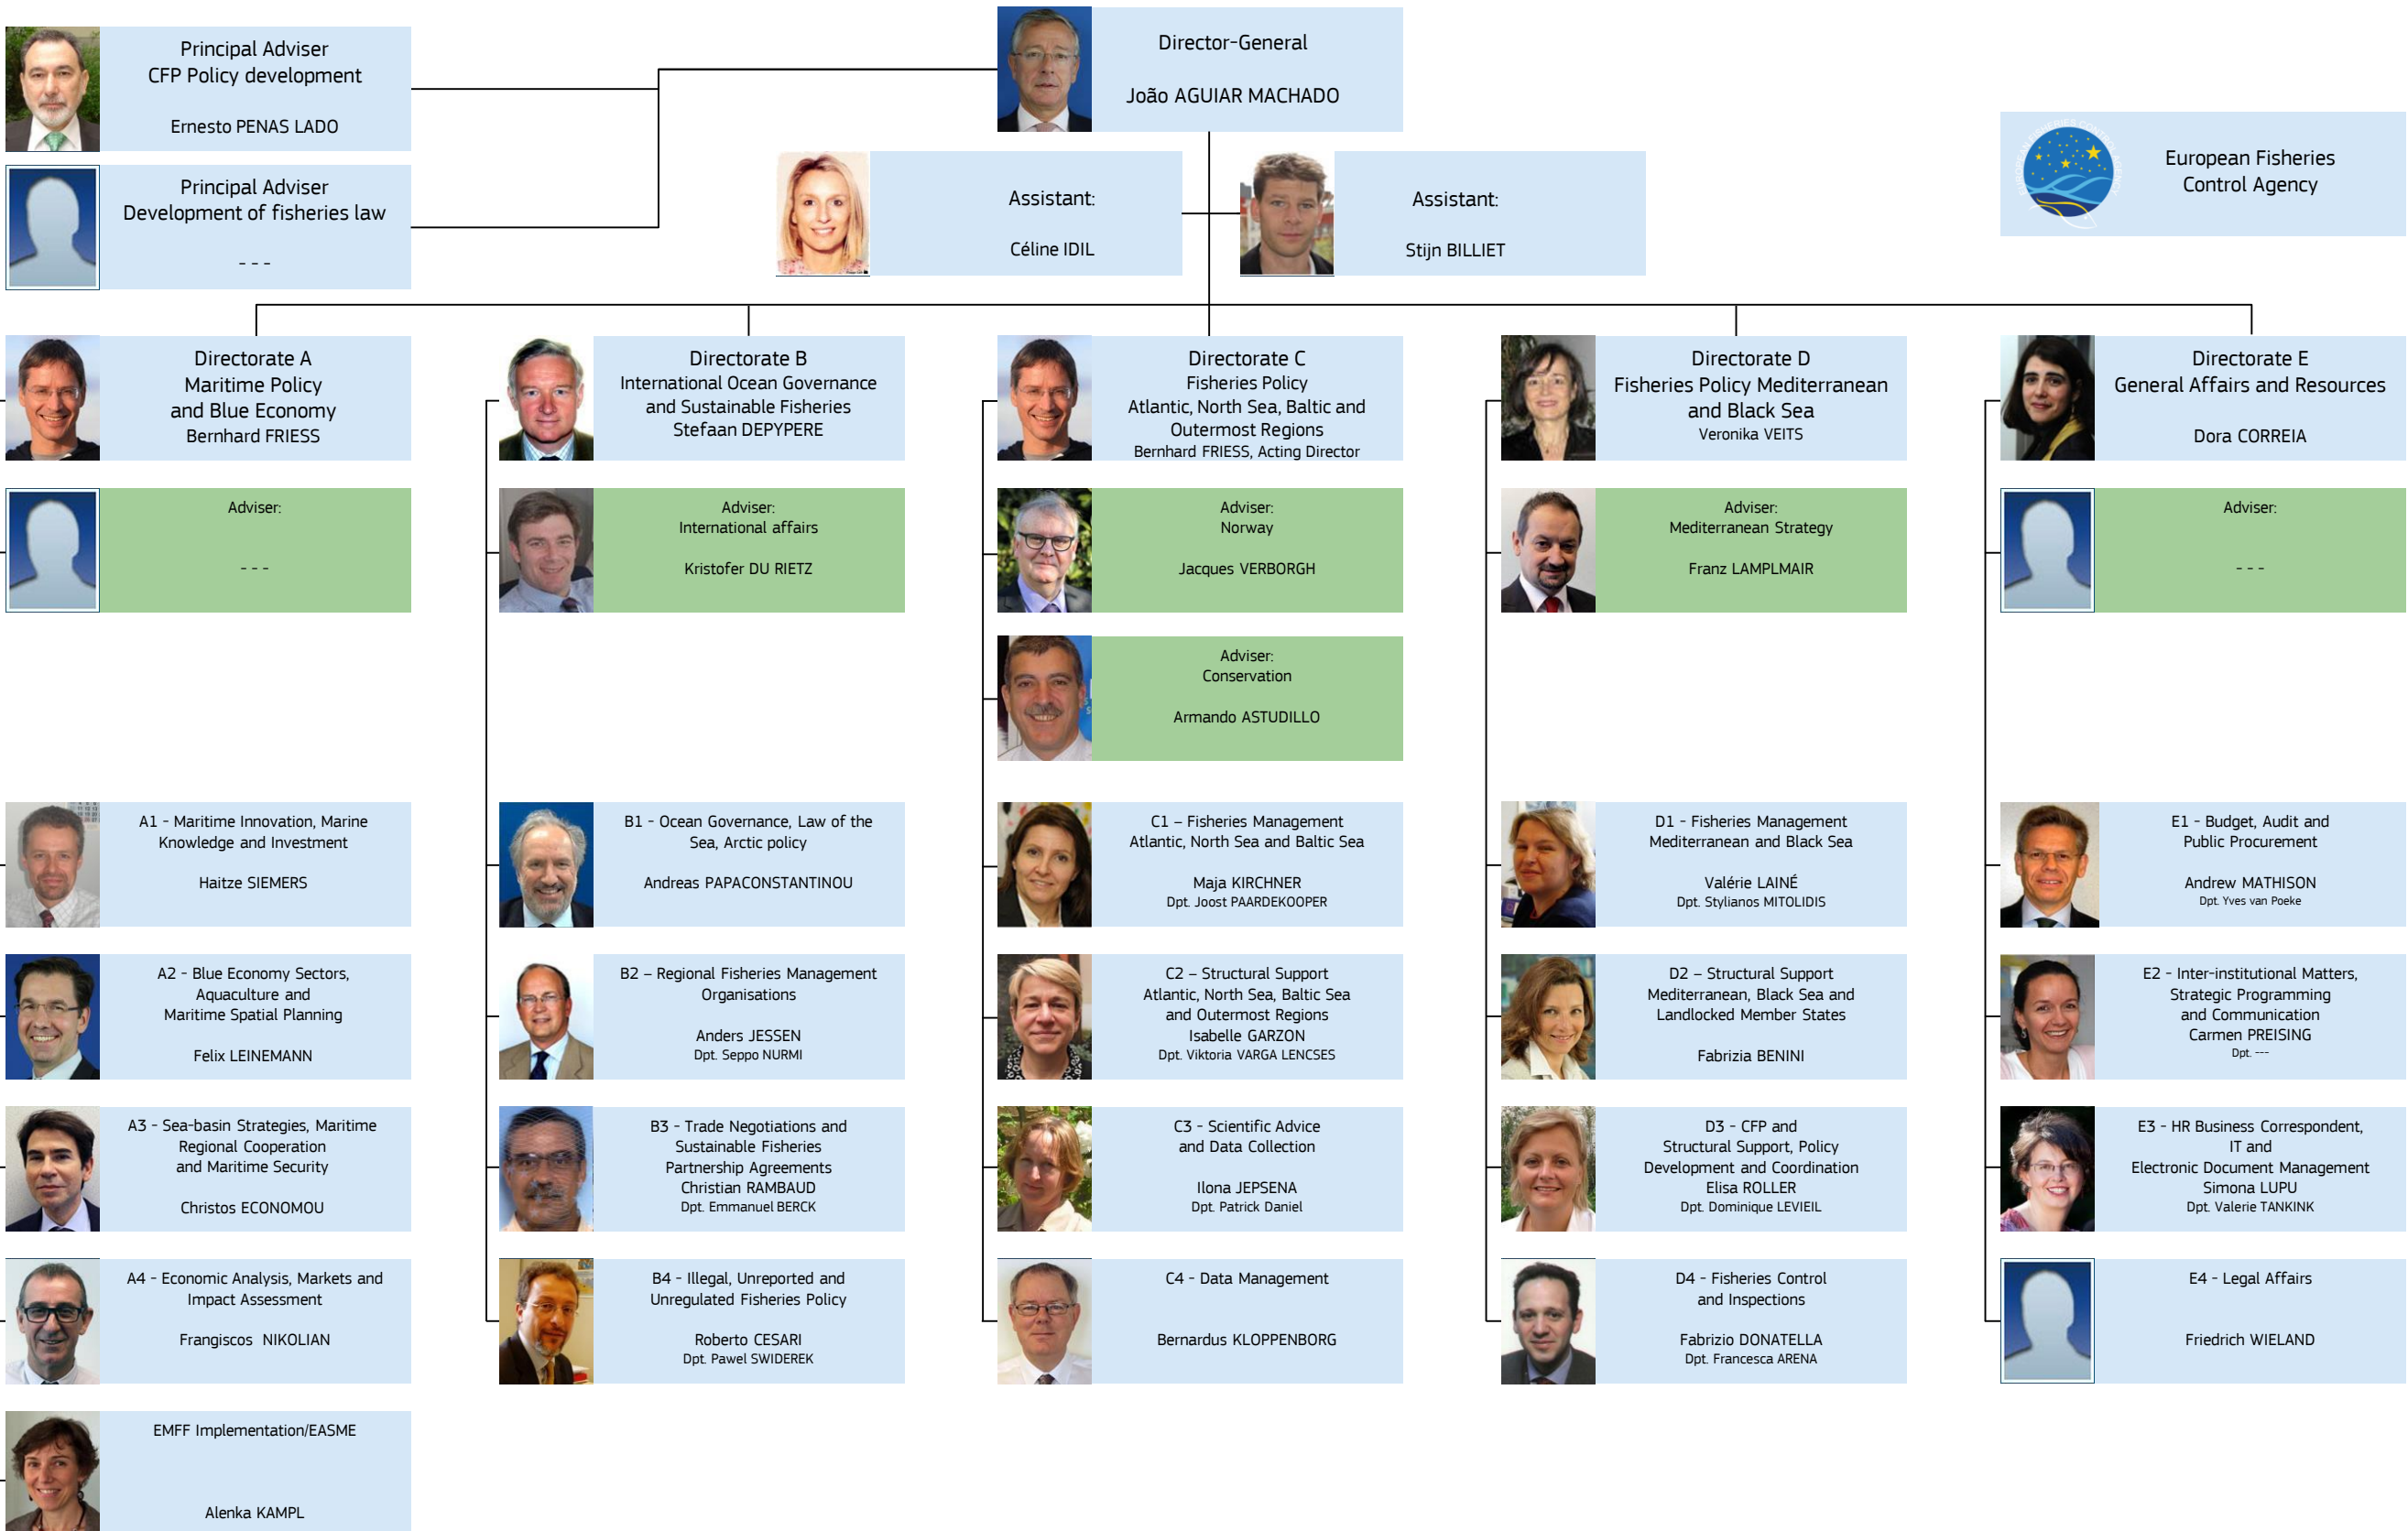 Principal Adviser
CFP Policy development
Ernesto PENAS LADO
Director-General
João AGUIAR MACHADO
Principal Adviser
Development of fisheries law
- - -
Assistant:
Céline IDIL
Assistant:
Stijn BILLIET
EUROPEAN FISHERIES CONTROL AGENCY
European Fisheries
Control Agency
Directorate A
Maritime Policy
and Blue Economy
Bernhard FRIESS
Directorate B
International Ocean Governance
and Sustainable Fisheries
Stefaan DEPYPERE
Directorate C
Fisheries Policy
Atlantic, North Sea, Baltic and
Outermost Regions
Bernhard FRIESS, Acting Director
Directorate D
Fisheries Policy Mediterranean
and Black Sea
Veronika VEITS
Directorate E
General Affairs and Resources
Dora CORREIA
Adviser:
- - -
Adviser:
International affairs
Kristofer DU RIETZ
Adviser:
Norway
Jacques VERBORGH
Adviser:
Mediterranean Strategy
Franz LAMPLMAIR
Adviser:
- - -
Adviser:
Conservation
Armando ASTUDILLO
A1 - Maritime Innovation, Marine
Knowledge and Investment
Haitze SIEMERS
B1 - Ocean Governance, Law of the
Sea, Arctic policy
Andreas PAPACONSTANTINOU
C1 – Fisheries Management
Atlantic, North Sea and Baltic Sea
Maja KIRCHNER
Dpt. Joost PAARDEKOOPER
D1 - Fisheries Management
Mediterranean and Black Sea
Valérie LAINÉ
Dpt. Stylianos MITOLIDIS
E1 - Budget, Audit and
Public Procurement
Andrew MATHISON
Dpt. Yves van Poeke
A2 - Blue Economy Sectors,
Aquaculture and
Maritime Spatial Planning
Felix LEINEMANN
B2 – Regional Fisheries Management
Organisations
Anders JESSEN
Dpt. Seppo NURMI
C2 – Structural Support
Atlantic, North Sea, Baltic Sea
and Outermost Regions
Isabelle GARZON
Dpt. Viktoria VARGA LENCSES
D2 – Structural Support
Mediterranean, Black Sea and
Landlocked Member States
Fabrizia BENINI
E2 - Inter-institutional Matters,
Strategic Programming
and Communication
Carmen PREISING
Dpt. ---
A3 - Sea-basin Strategies, Maritime
Regional Cooperation
and Maritime Security
Christos ECONOMOU
B3 - Trade Negotiations and
Sustainable Fisheries
Partnership Agreements
Christian RAMBAUD
Dpt. Emmanuel BERCK
C3 - Scientific Advice
and Data Collection
Ilona JEPSENA
Dpt. Patrick Daniel
D3 - CFP and
Structural Support, Policy
Development and Coordination
Elisa ROLLER
Dpt. Dominique LEVIEIL
E3 - HR Business Correspondent,
IT and
Electronic Document Management
Simona LUPU
Dpt. Valerie TANKINK
A4 - Economic Analysis, Markets and
Impact Assessment
Frangiscos NIKOLIAN
B4 - Illegal, Unreported and
Unregulated Fisheries Policy
Roberto CESARI
Dpt. Pawel SWIDEREK
C4 - Data Management
Bernardus KLOPPENBORG
D4 - Fisheries Control
and Inspections
Fabrizio DONATELLA
Dpt. Francesca ARENA
E4 - Legal Affairs
Friedrich WIELAND
EMFF Implementation/EASME
Alenka KAMPL